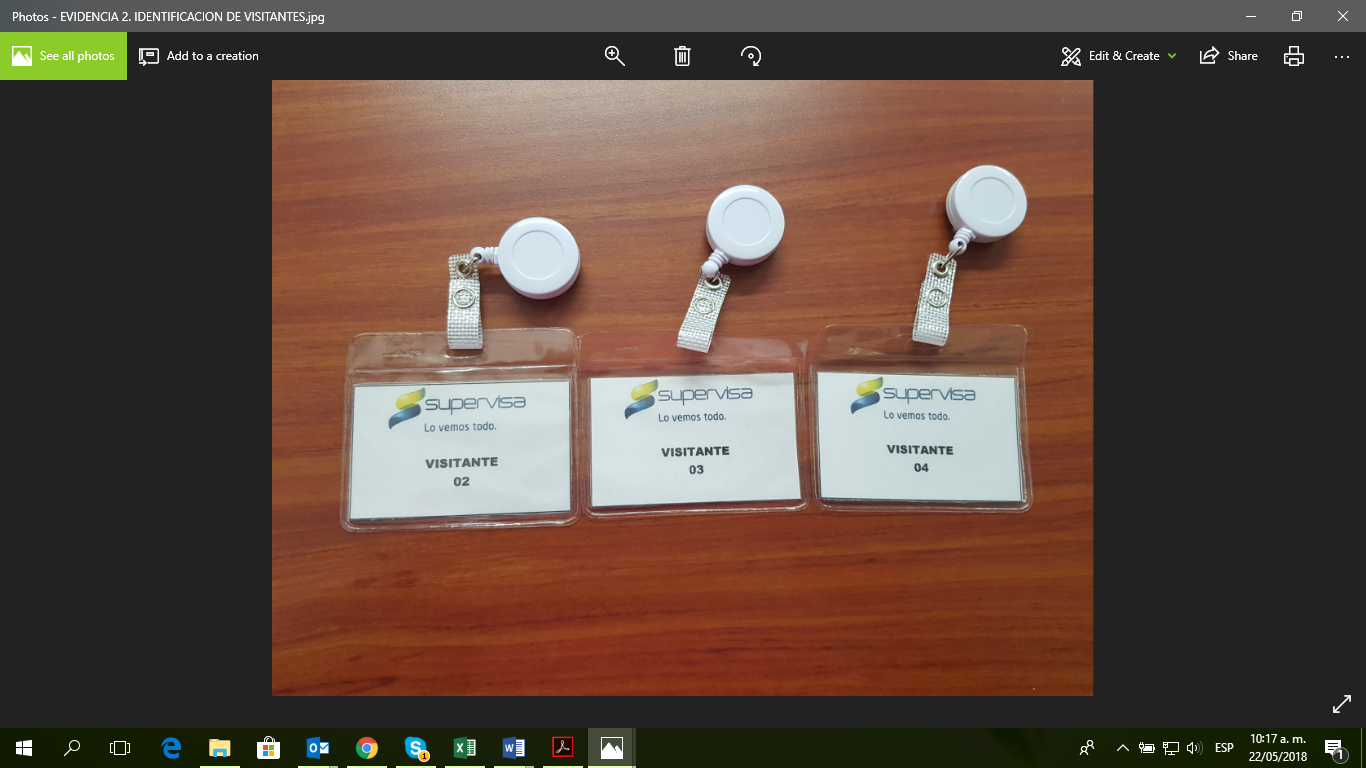 Photos - EVIDENCIA 2. IDENTIFICACION DE VISITANTES.jpg
See all photos
Add to a creation
Edit & Create
Share
supervisa
Lo vemos todo.
VISITANTE
02
supervisa
Lo vemos todo.
VISITANTE
03
supervisa
Lo vemos todo.
VISITANTE
04
ESP
10:17 a. m.
22/05/2018
1
1